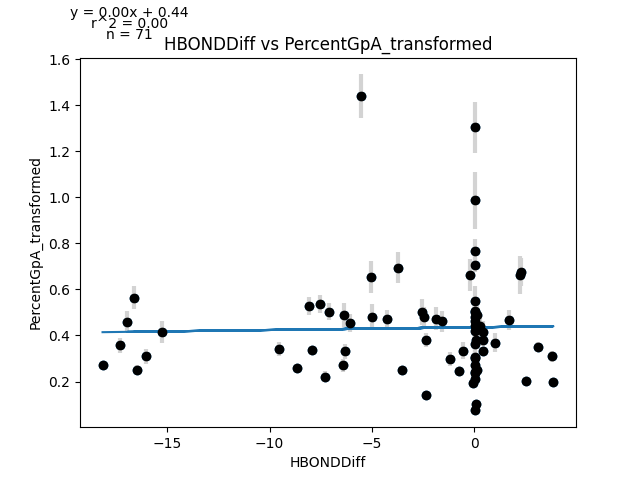 y = 0.00x + 0.44
r^2 = 0.00
n = 71
HBONDDiff vs PercentGpA_transformed
1.6
1.4
1.2
1.0
0.8
0.6
0.4
0.2
PercentGpA_transformed
−15
−10
−5
0
HBONDDiff